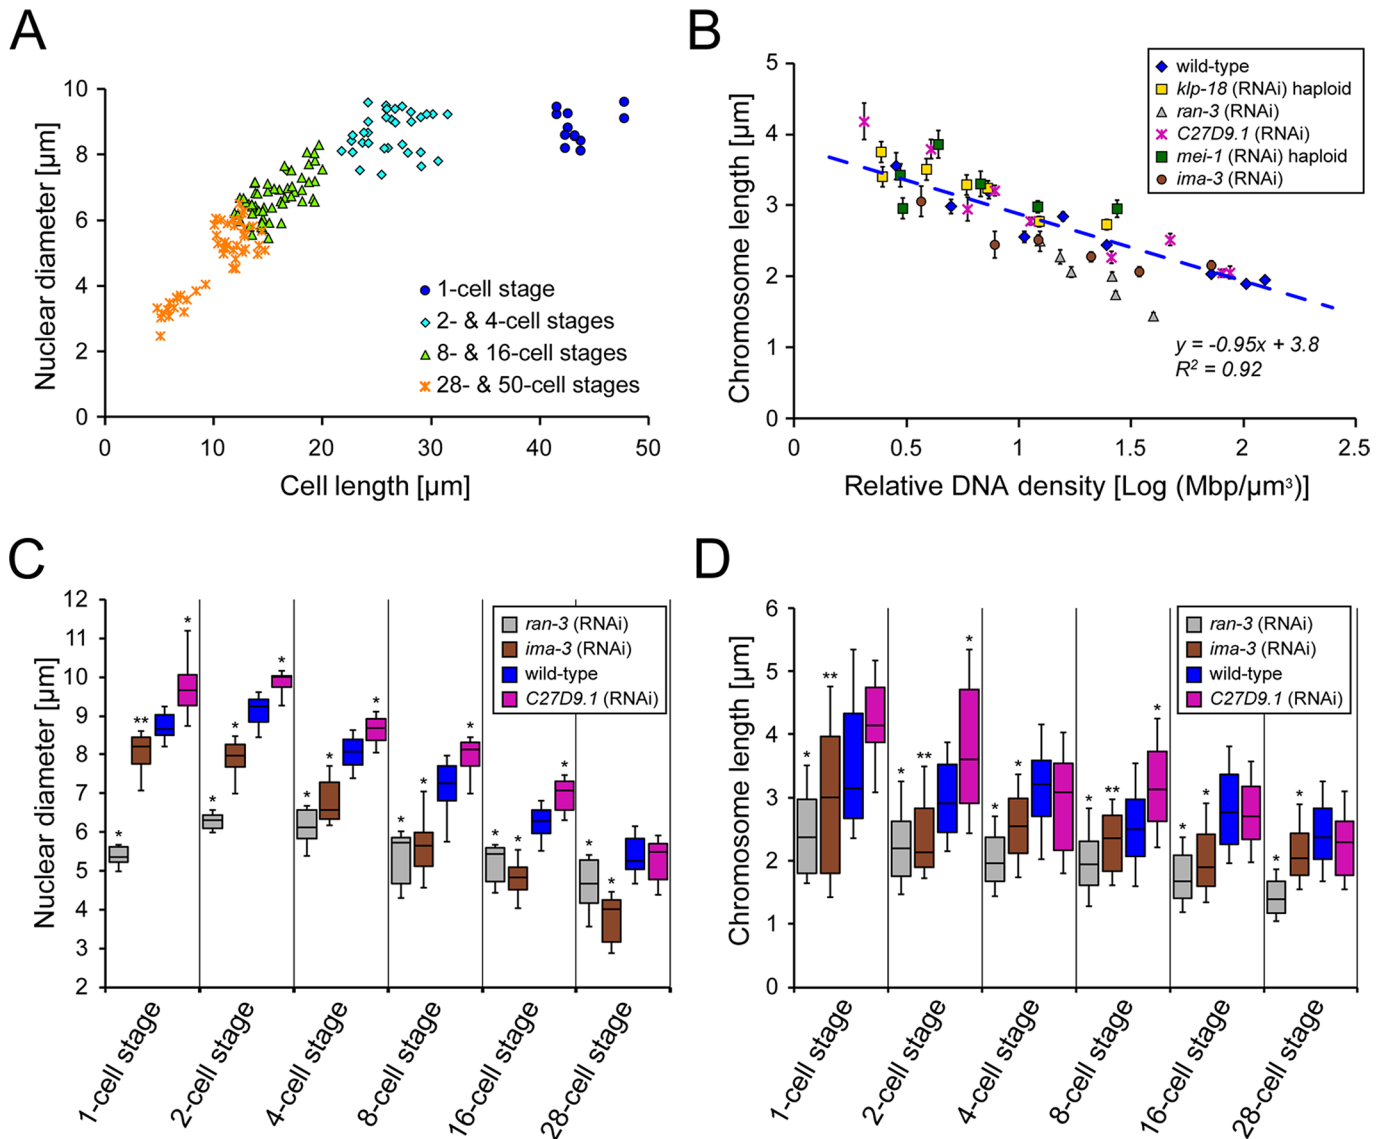 A
Nuclear diameter [µm]
10
8
6
4
2
0
0 10 20 30 40 50
Cell length [µm]
1-cell stage
2- & 4-cell stages
8- & 16-cell stages
28- & 50-cell stages
B
Chromosome length [µm]
5
4
3
2
1
0
0 0.5 1 1.5 2 2.5
Relative DNA density [Log (Mbp/µm³)]
wild-type
klp-18 (RNAi) haploid
ran-3 (RNAi)
C27D9.1 (RNAi)
mei-1 (RNAi) haploid
ima-3 (RNAi)
y = -0.95x + 3.8
R² = 0.92
C
Nuclear diameter [µm]
12
11
10
9
8
7
6
5
4
3
2
* ** *
* * *
* * *
* * *
* * *
* *
ran-3 (RNAi)
ima-3 (RNAi)
wild-type
C27D9.1 (RNAi)
1-cell stage
2-cell stage
4-cell stage
8-cell stage
16-cell stage
28-cell stage
D
Chromosome length [µm]
6
5
4
3
2
1
0
* **
* ** *
* *
* ** *
* *
* *
ran-3 (RNAi)
ima-3 (RNAi)
wild-type
C27D9.1 (RNAi)
1-cell stage
2-cell stage
4-cell stage
8-cell stage
16-cell stage
28-cell stage